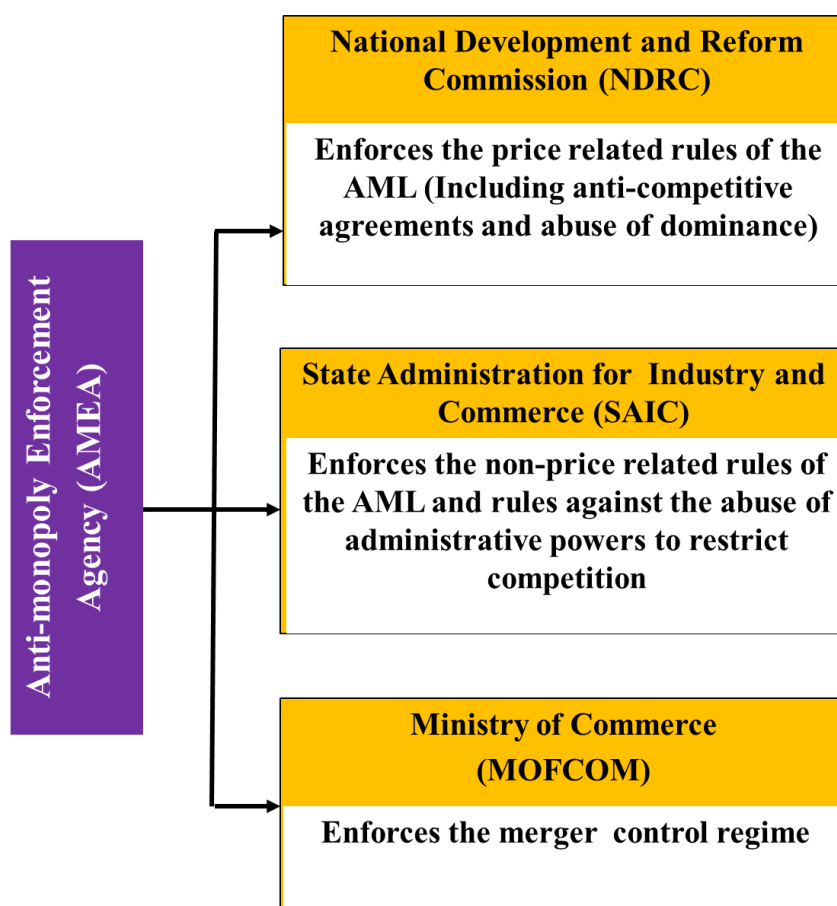 Anti-monopoly Enforcement
Agency (AMEA)
National Development and Reform
Commission (NDRC)
Enforces the price related rules of the
AML (Including anti-competitive
agreements and abuse of dominance)
State Administration for Industry and
Commerce (SAIC)
Enforces the non-price related rules of
the AML and rules against the abuse of
administrative powers to restrict
competition
Ministry of Commerce
(MOFCOM)
Enforces the merger control regime